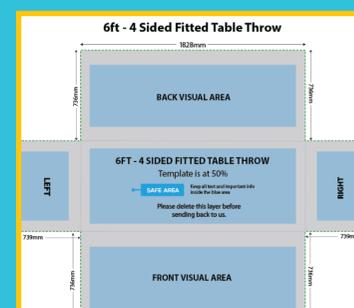 6ft - 4 Sided Fitted Table Throw
1828mm
736mm
736mm
BACK VISUAL AREA
LEFT
6FT - 4 SIDED FITTED TABLE THROW
Template is at 50%
SAFE AREA
Keep all text and important info
inside the blue area
Please delete this layer before
sending back to us.
RIGHT
739mm
739m
736mm
736mm
FRONT VISUAL AREA